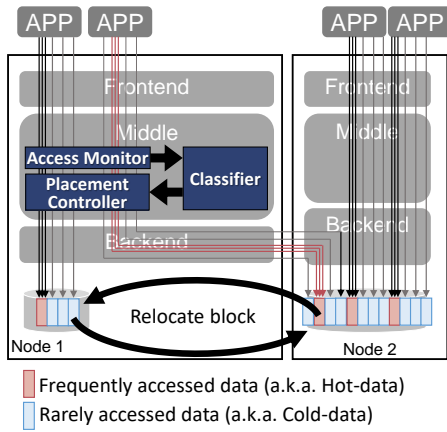 APP APP APP APP
Frontend Frontend
Middle Middle
Access Monitor
Placement
Controller
Classifier
Backend Backend
Relocate block
Node 1 Node 2
Frequently accessed data (a.k.a. Hot-data)
Rarely accessed data (a.k.a. Cold-data)